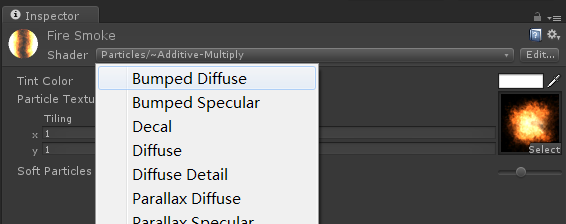 Inspector
Fire Smoke
Shader Particles/~Additive-Multiply Edit...
Tint Color
Particle Textu
Tiling
x 1
y 1
Select
Soft Particles
Bumped Diffuse
Bumped Specular
Decal
Diffuse
Diffuse Detail
Parallax Diffuse
Parallax Specular